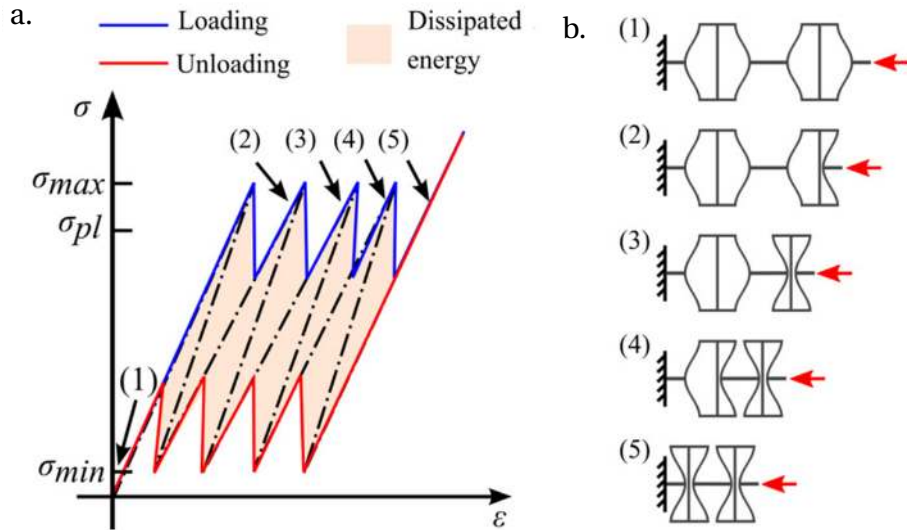 a.
Loading
Unloading
Dissipated
energy
σ
σmax
σpl
σmin
(1)
(2)
(3)
(4)
(5)
ε
b.
(1)
(2)
(3)
(4)
(5)